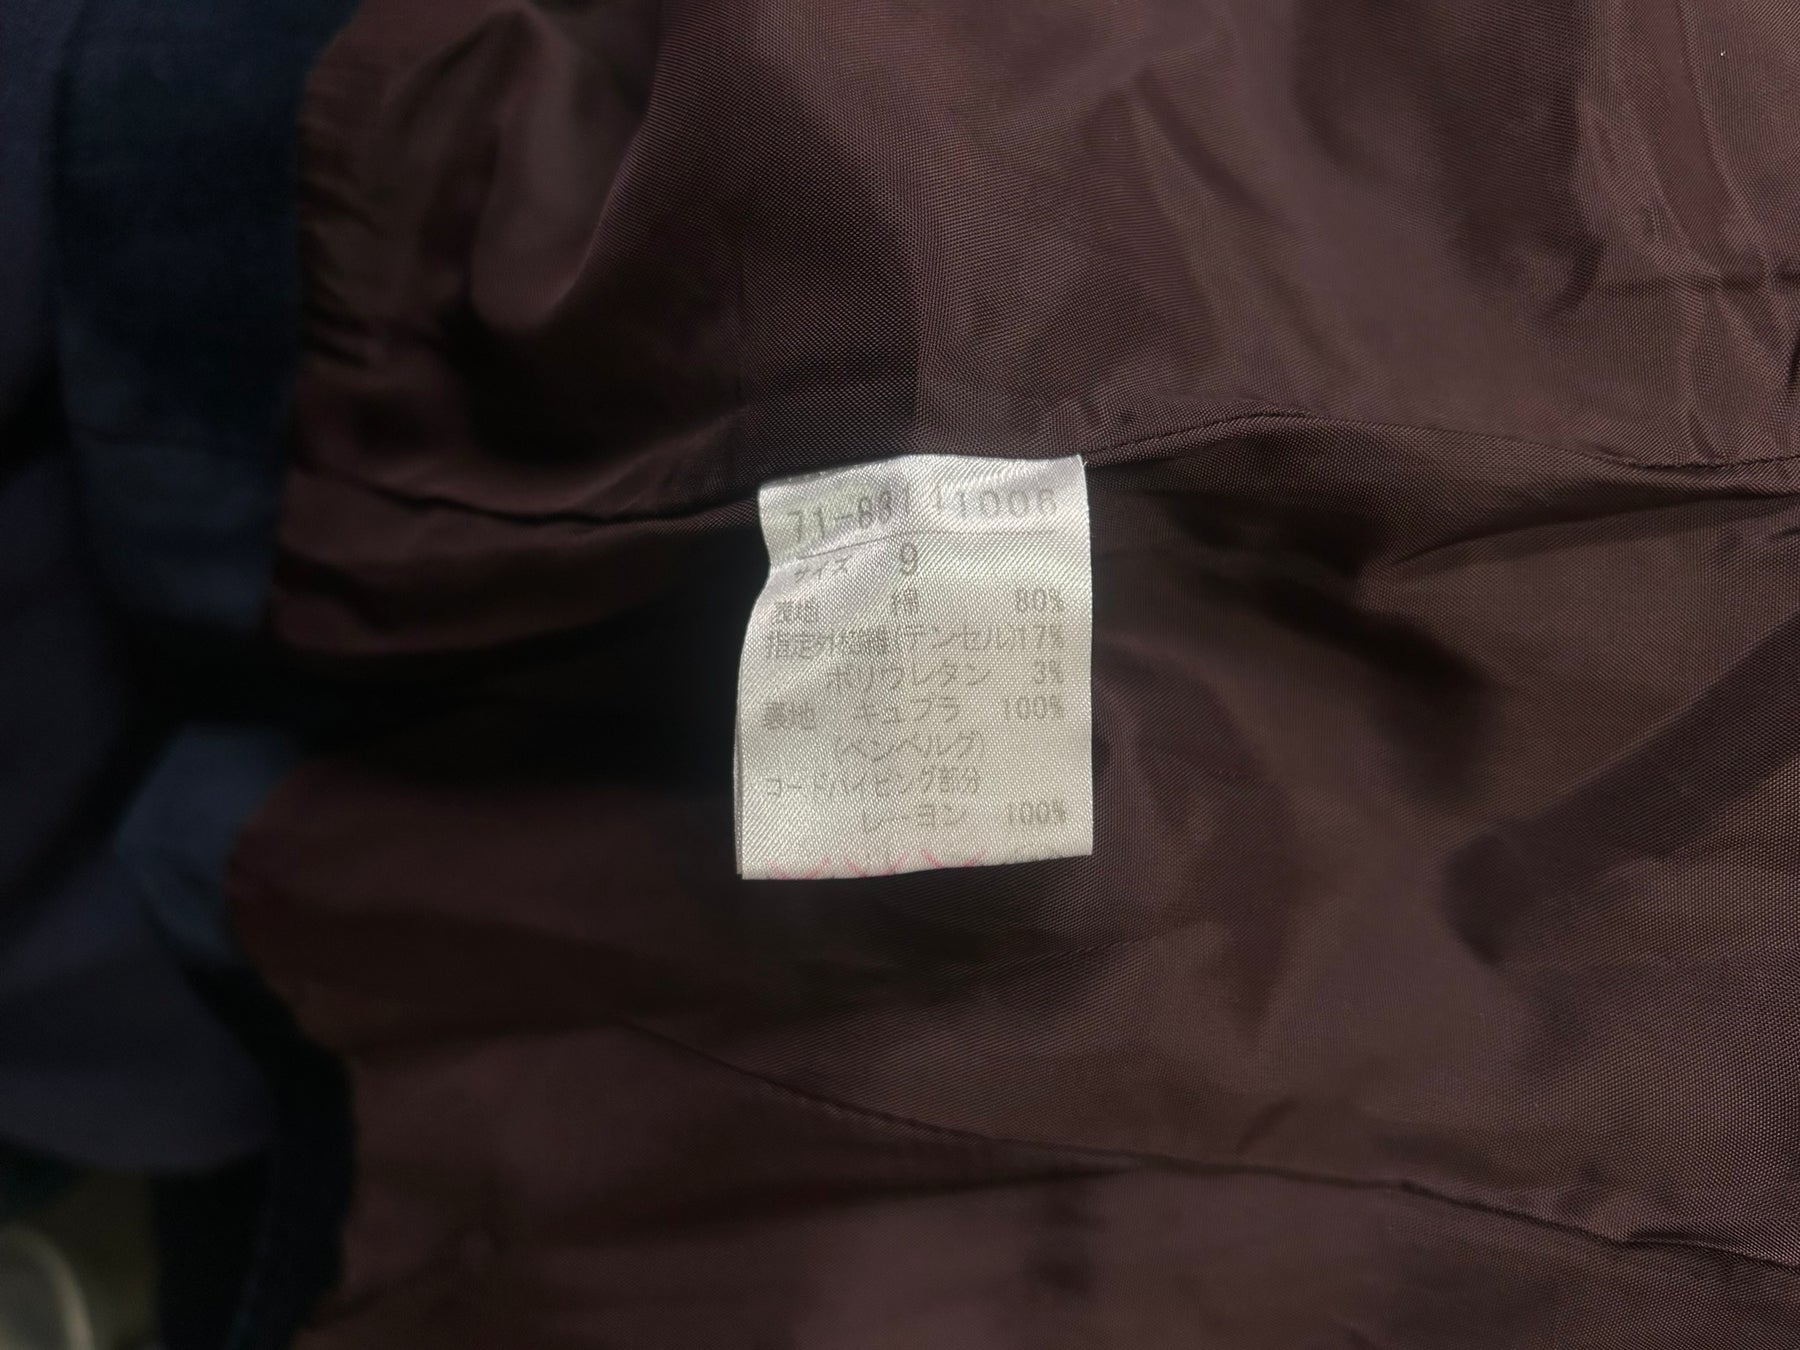 サイズ 9
表地 綿 80%
指定外繊維(テンセル)17%
ポリウレタン 3%
裏地 キュプラ 100%
(ベンベルグ)
ヨードパイピング部分
レーヨン 100%